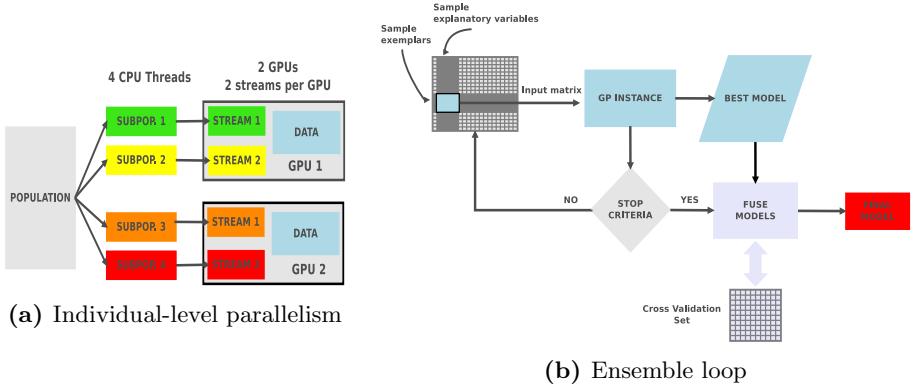 4 CPU Threads
2 GPUs
2 streams per GPU
POPULATION
SUBPOP. 1
SUBPOP. 2
SUBPOP. 3
SUBPOP. 4
STREAM 1
STREAM 2
DATA
GPU 1
STREAM 1
STREAM 2
DATA
GPU 2
(a) Individual-level parallelism
Sample
exemplars
Sample
explanatory variables
Input matrix
GP INSTANCE
BEST MODEL
NO
STOP
CRITERIA
YES
FUSE
MODELS
FINAL
MODEL
Cross Validation
Set
(b) Ensemble loop